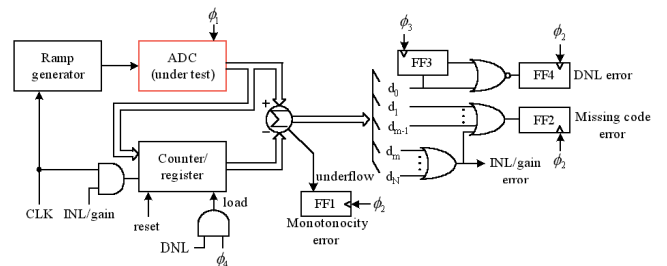 ϕ1
ϕ3
ϕ2
Ramp
generator
ADC
(under test)
FF3
FF4
DNL error
d0
+
Σ
−
d1
dm-1
FF2
Missing code
error
ϕ2
Counter/
register
dm
dN
INL/gain
error
underflow
CLK
INL/gain
reset
load
FF1
ϕ2
Monotonocity
error
DNL
ϕ4